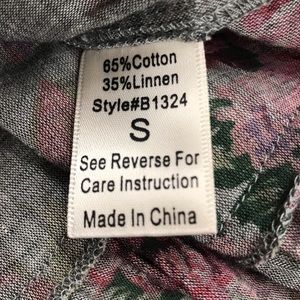 65%Cotton
35%Linnen
Style#B1324
S
See Reverse For
Care Instruction
Made In China